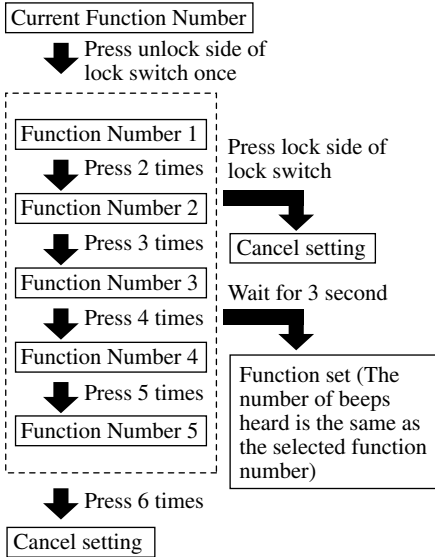 Current Function Number
Press unlock side of
lock switch once
Function Number 1
Press 2 times
Function Number 2
Press 3 times
Function Number 3
Press 4 times
Function Number 4
Press 5 times
Function Number 5
Press 6 times
Cancel setting
Press lock side of
lock switch
Cancel setting
Wait for 3 second
Function set (The
number of beeps
heard is the same as
the selected function
number)